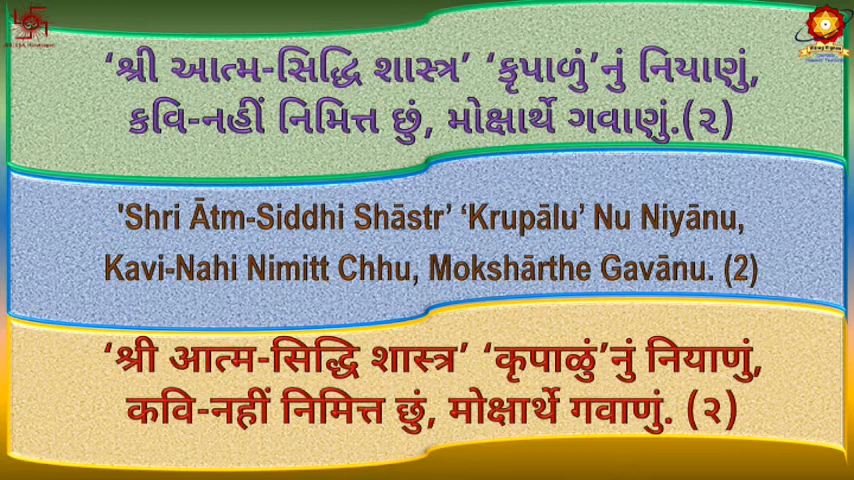 ‘શ્રી આત્મ-સિદ્ધિ શાસ્ત્ર’ ‘કૃપાળું’નું નિયાણું,
કવિ-નહીં નિમિત્ત છું, મોક્ષાર્થે ગવાણું.(૨)
'Shri Ātm-Siddhi Shāstr’ ‘Krupālu’ Nu Niyānu,
Kavi-Nahi Nimitt Chhu, Mokshārthe Gavānu. (2)
‘श्री आत्म-सिद्धि शास्त्र’ ‘कृपाळुं’नुं नियाणुं,
कवि-नहीं निमित्त छुं, मोक्षार्थे गवाणुं. (२)